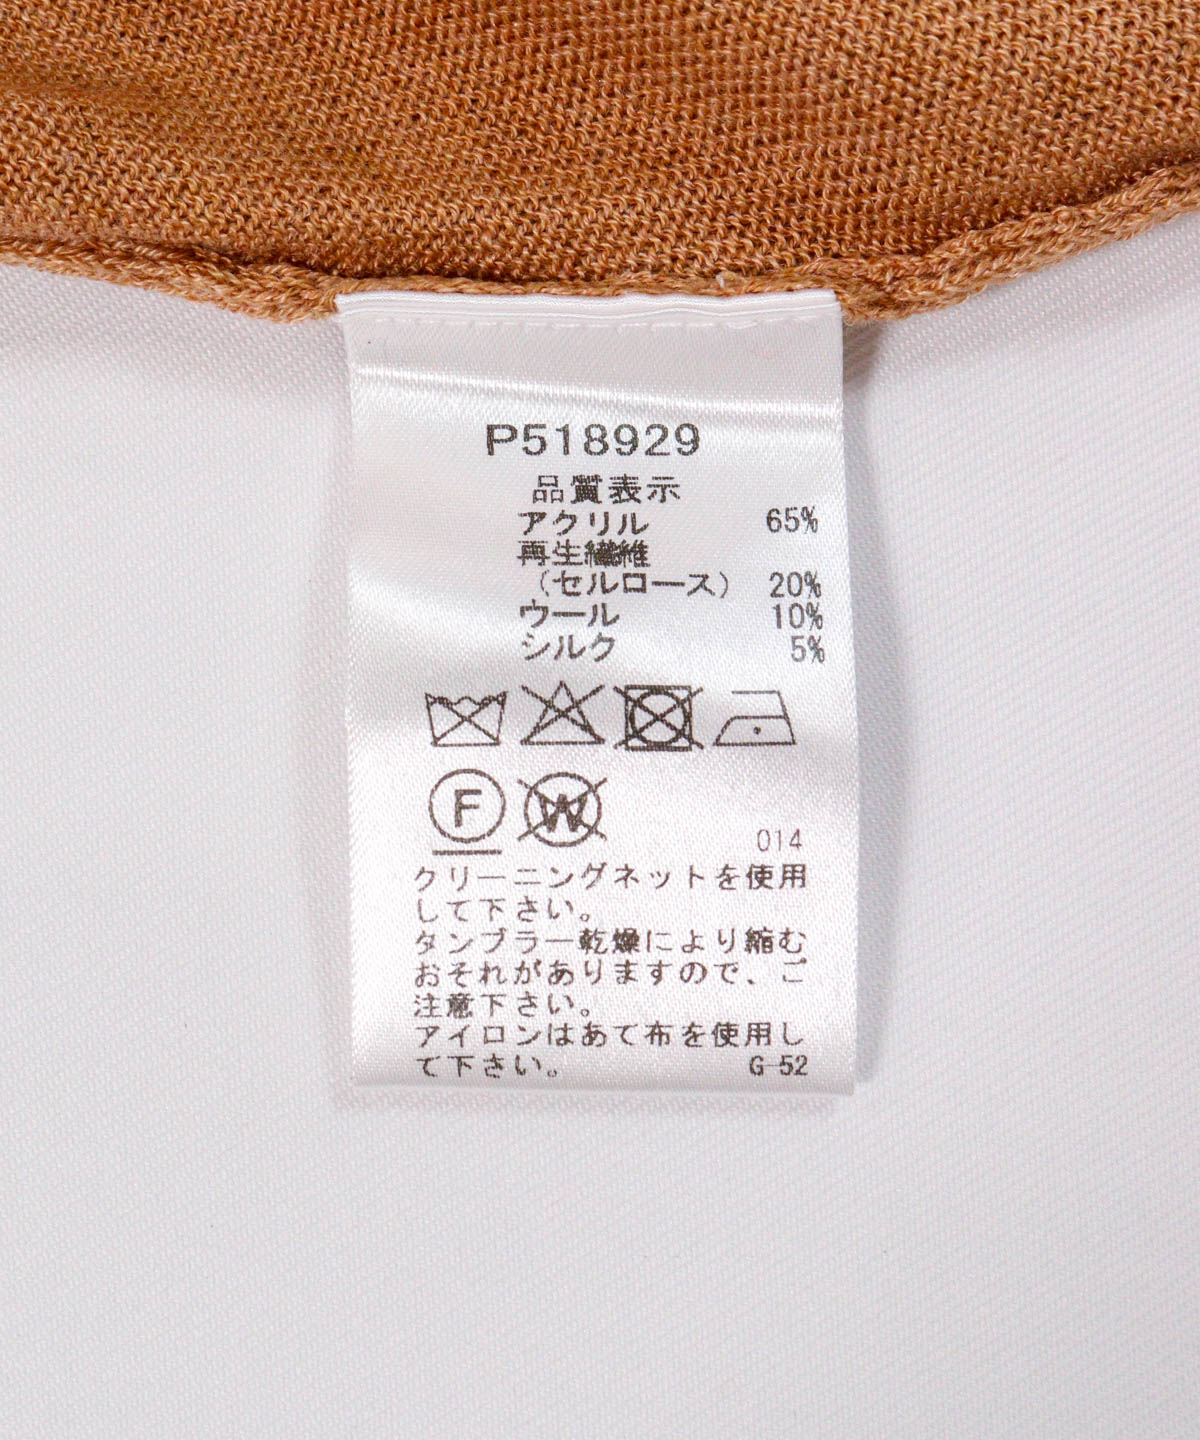 P518929
品質表示
アクリル 65%
再生繊維
(セルロース) 20%
ウール 10%
シルク 5%
F W
014
クリーニングネットを使用
して下さい。
タンブラー乾燥により縮む
おそれがありますので、ご
注意下さい。
アイロンはあて布を使用し
て下さい。 G-52